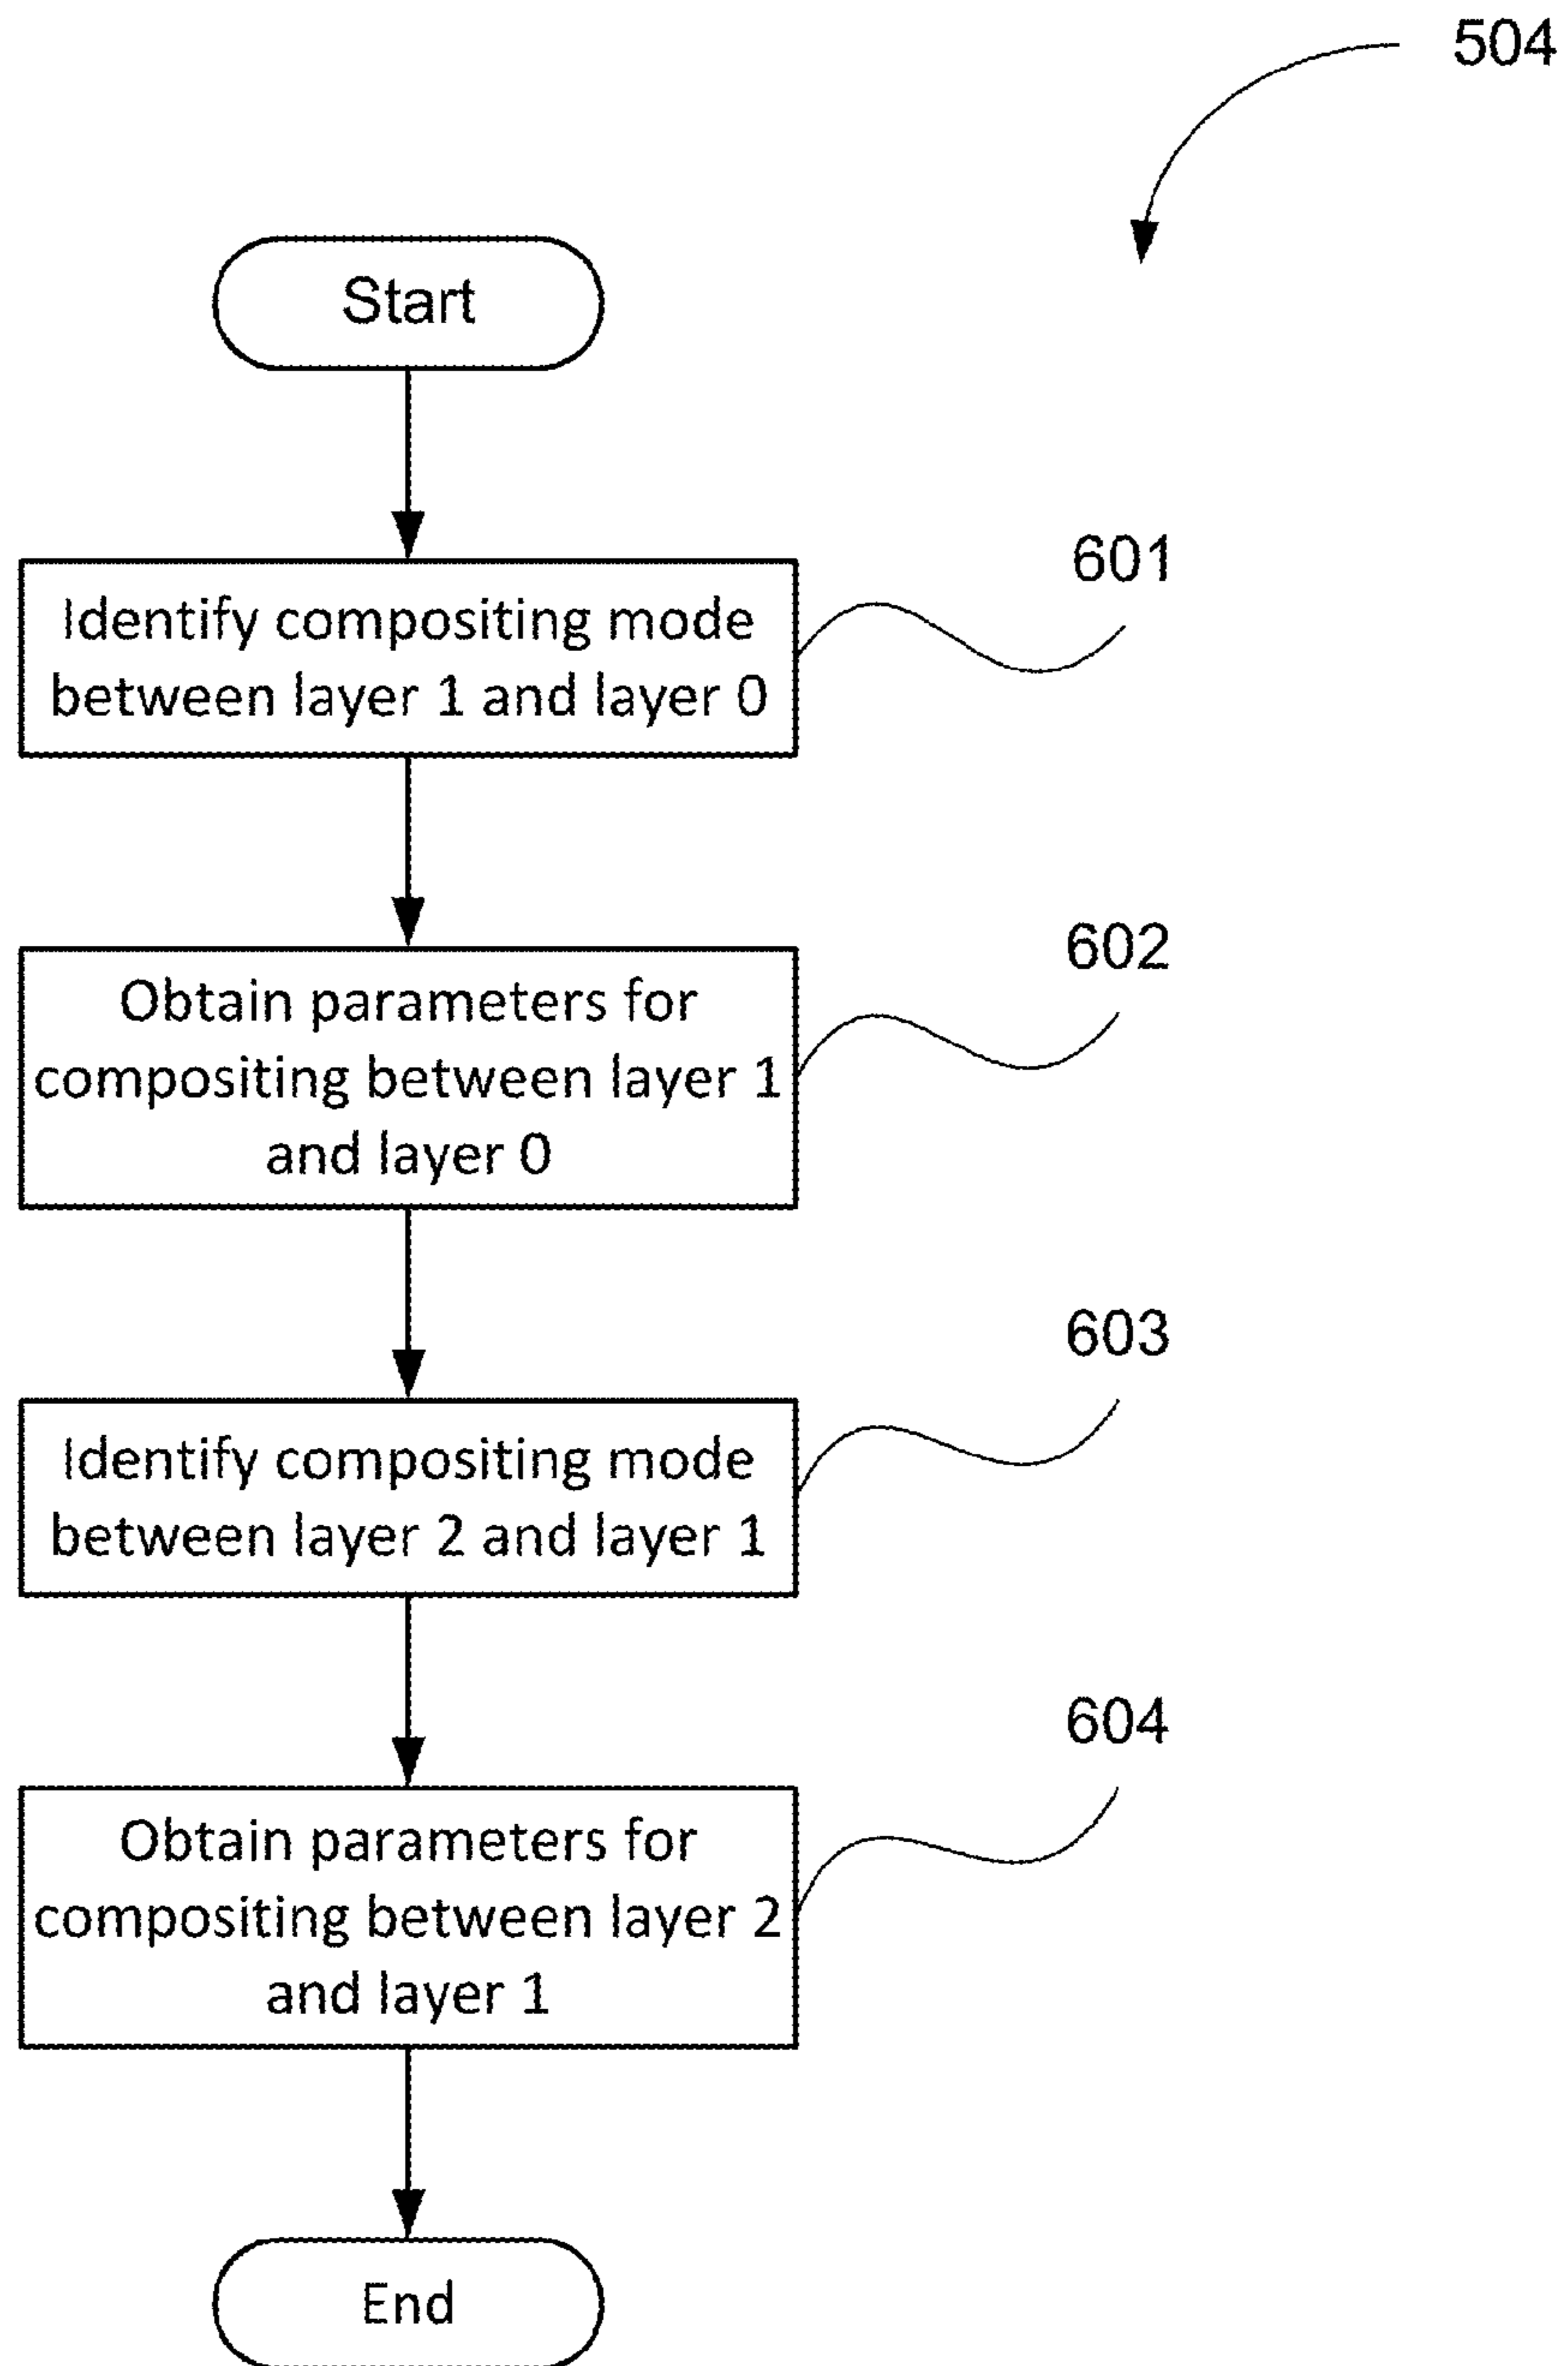 504
Start
601
Identify compositing mode
between layer 1 and layer 0
602
Obtain parameters for
compositing between layer 1
and layer 0
603
Identify compositing mode
between layer 2 and layer 1
604
Obtain parameters for
compositing between layer 2
and layer 1
End